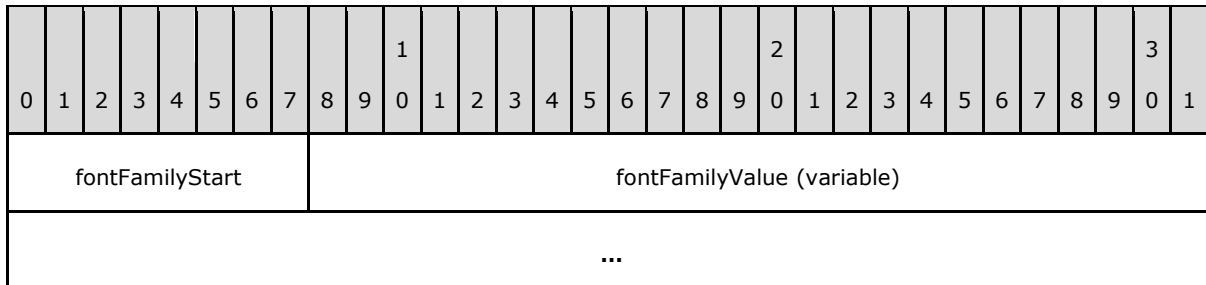 1 2 3
0 1 2 3 4 5 6 7 8 9 0 1 2 3 4 5 6 7 8 9 0 1 2 3 4 5 6 7 8 9 0 1
fontFamilyStart fontFamilyValue (variable)
...